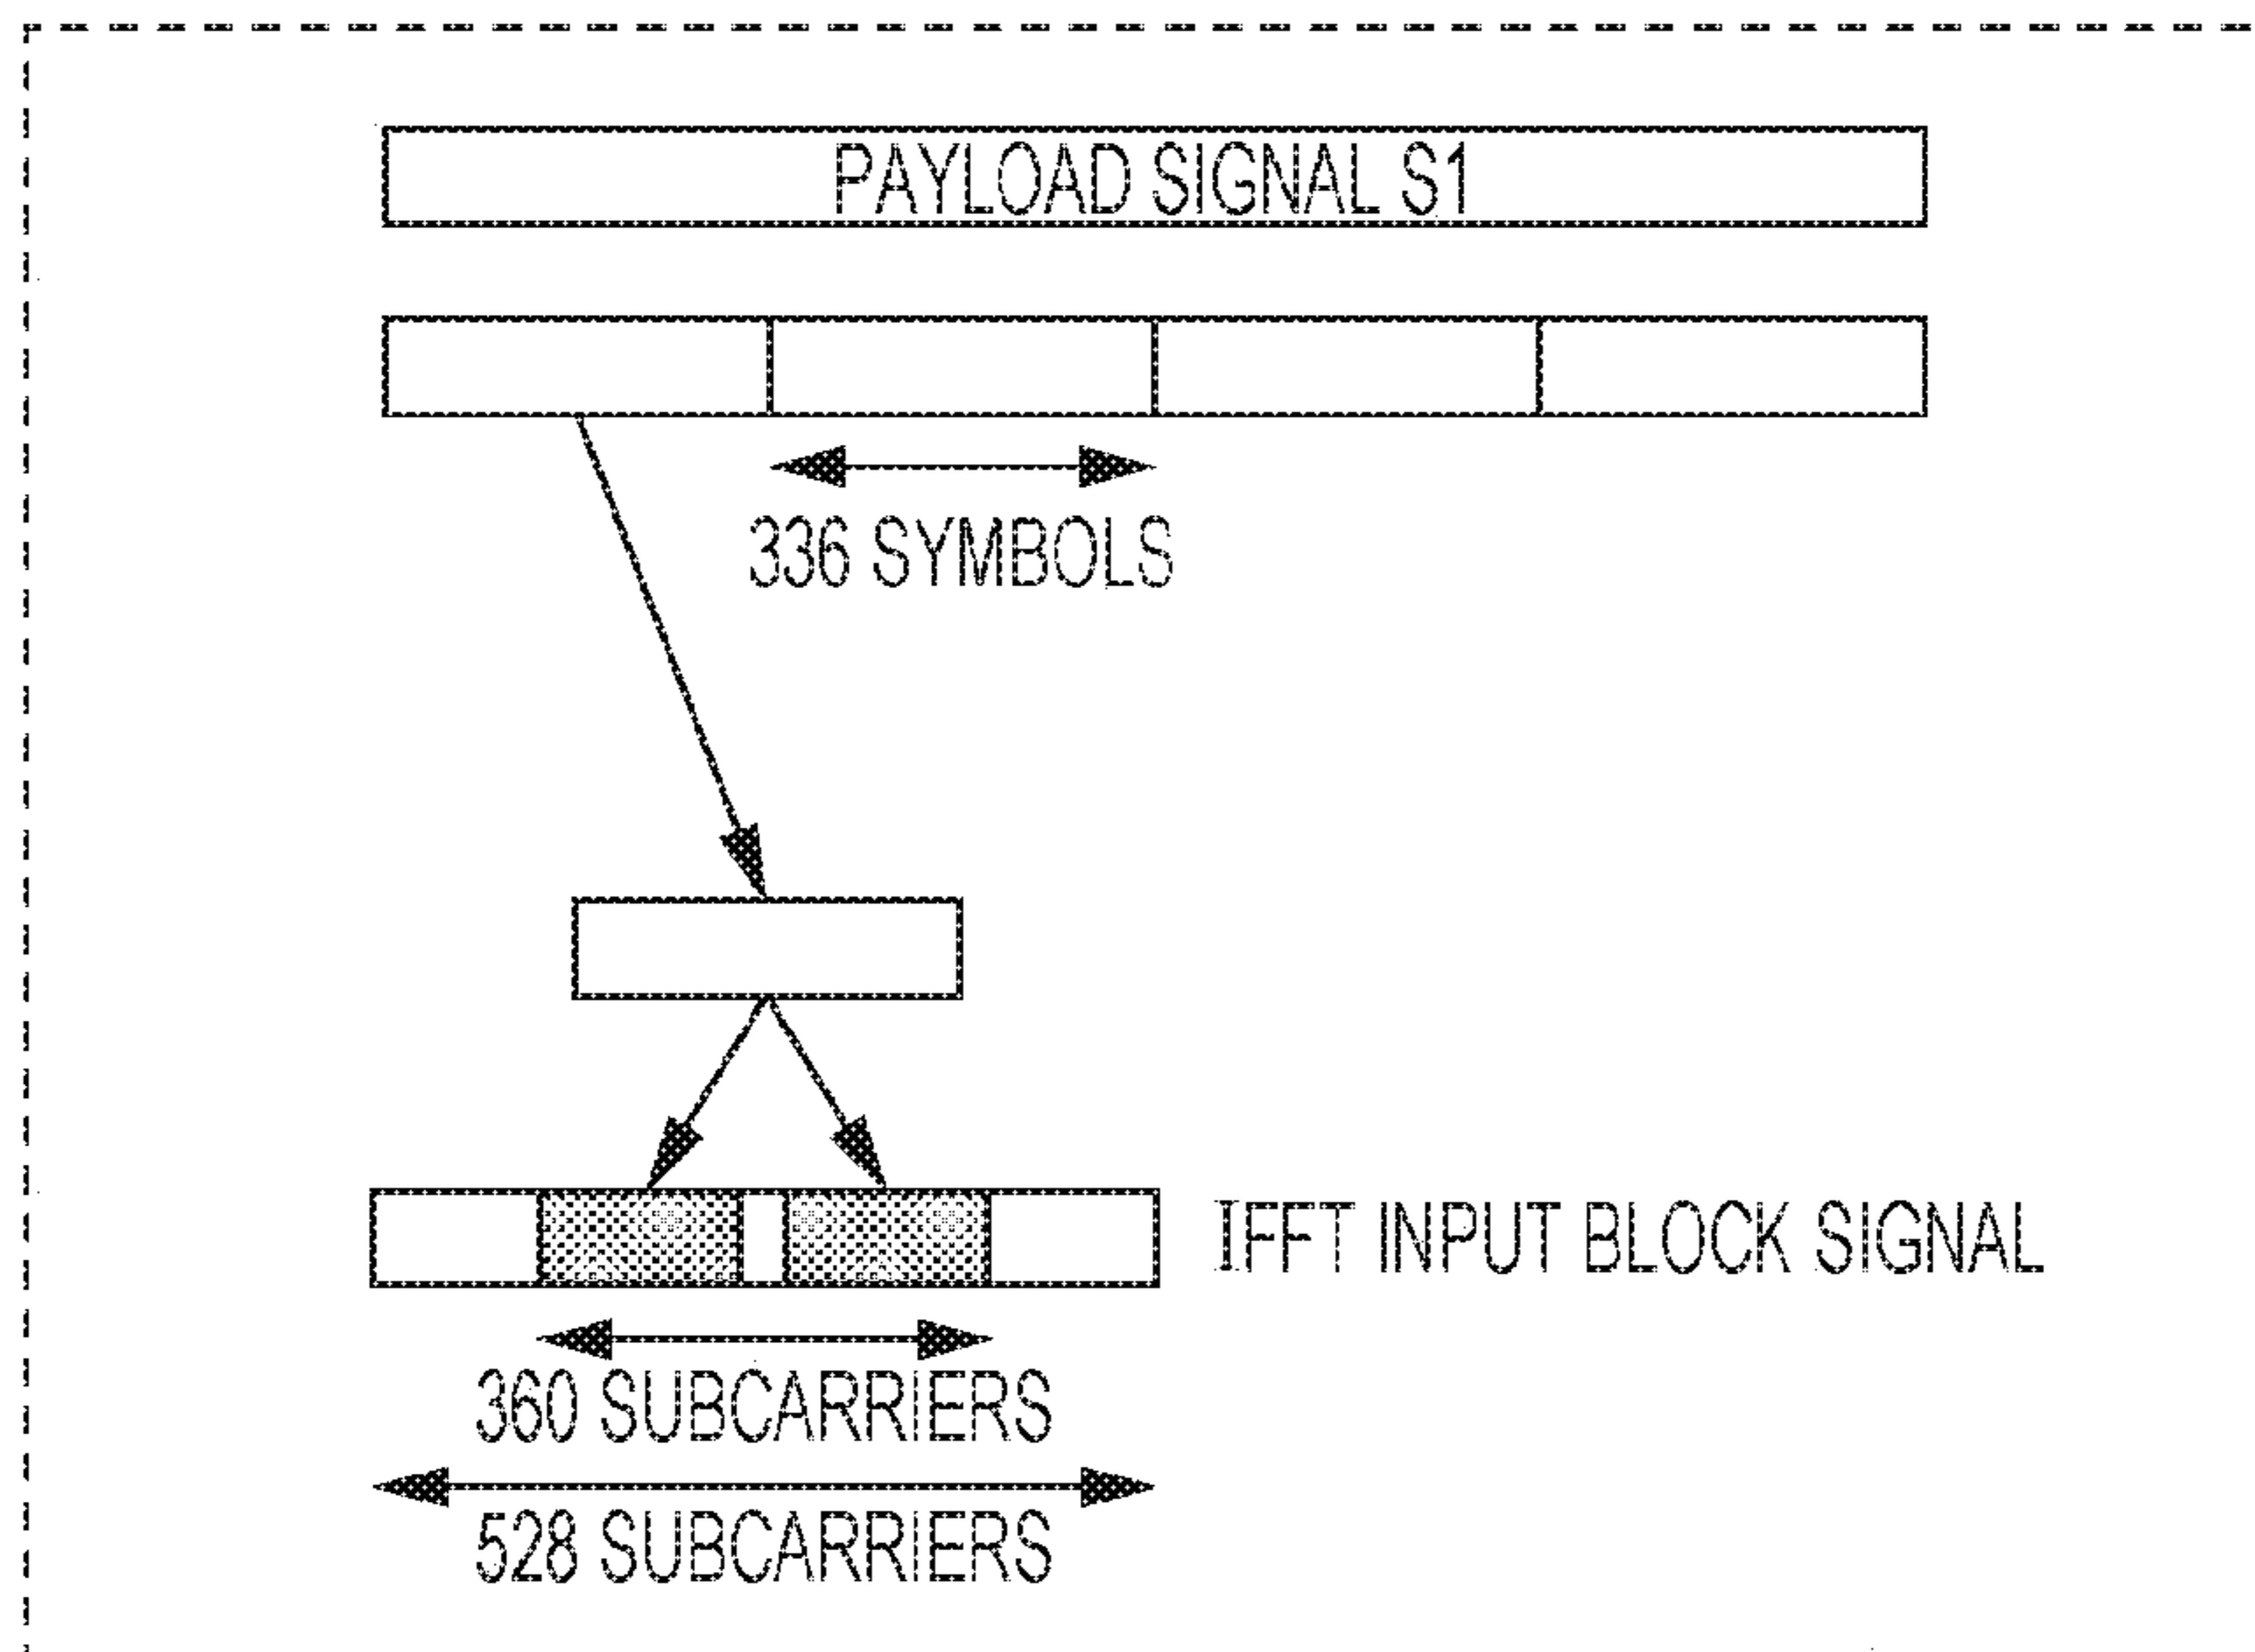 PAYLOAD SIGNAL S1
336 SYMBOLS
IFFT INPUT BLOCK SIGNAL
360 SUBCARRIERS
528 SUBCARRIERS